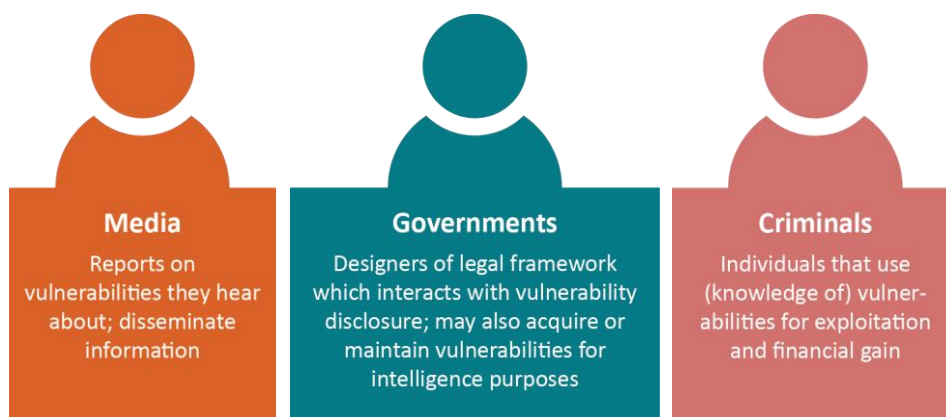 Media
Reports on
vulnerabilities they hear
about; disseminate
information
Governments
Designers of legal framework
which interacts with vulnerability
disclosure; may also acquire or
maintain vulnerabilities for
intelligence purposes
Criminals
Individuals that use
(knowledge of) vulner-
abilities for exploitation
and financial gain